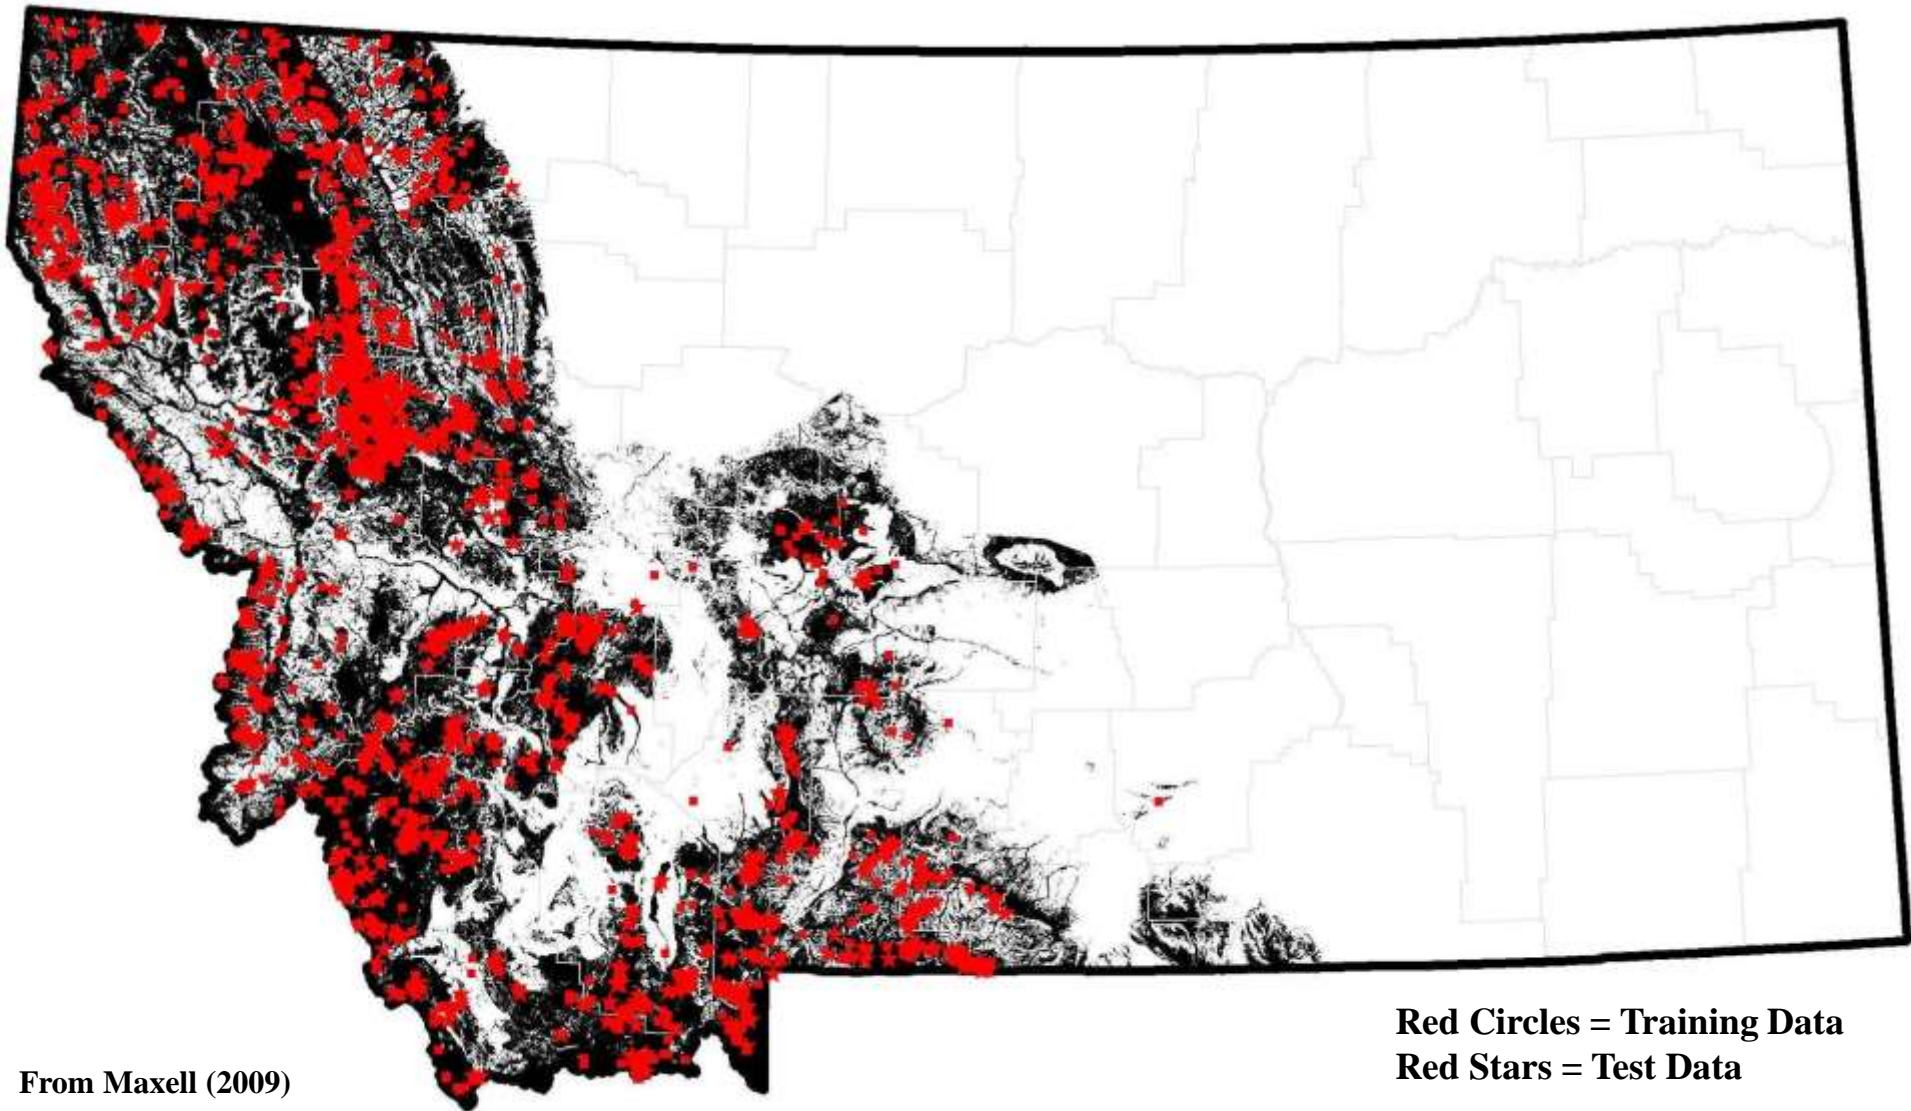 Red Circles = Training Data
Red Stars = Test Data
From Maxell (2009)